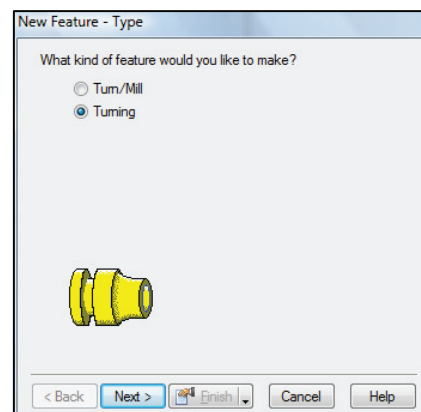 New Feature - Type
What kind of feature would you like to make?
Turn/Mill
Turning
< Back Next > Finish Cancel Help